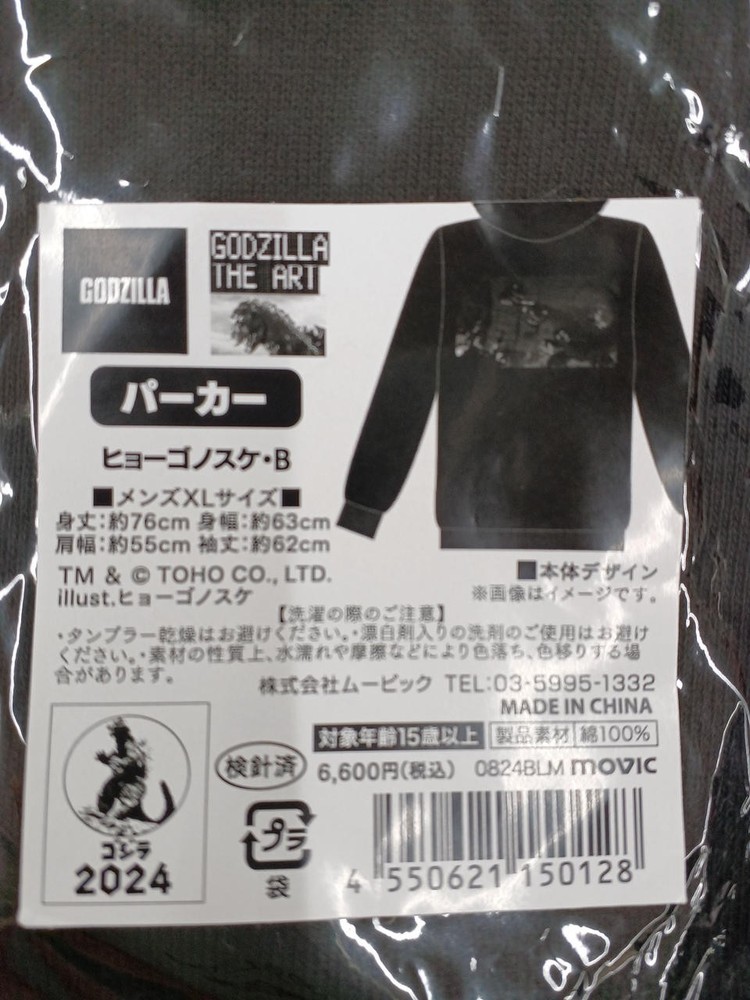 GODZILLA
GODZILLA
THE ART
パーカー
ヒョーゴノスケ・B
■メンズXLサイズ■
身丈:約76cm 身幅:約63cm
肩幅:約55cm 袖丈:約62cm
TM & © TOHO CO., LTD.
illust.ヒョーゴノスケ
■本体デザイン
※画像はイメージです。
【洗濯の際のご注意】
・タンブラー乾燥はお避けください。・漂白剤入りの洗剤のご使用はお避け
ください。・素材の性質上、水濡れや摩擦などにより色落ち、色移りする場
合があります。
株式会社ムービック TEL:03-5995-1332
MADE IN CHINA
対象年齢15歳以上 製品素材 綿100%
検針済 6,600円(税込) 0824BLM movic
プラ
袋
ゴジラ
2024
4 550621 150128